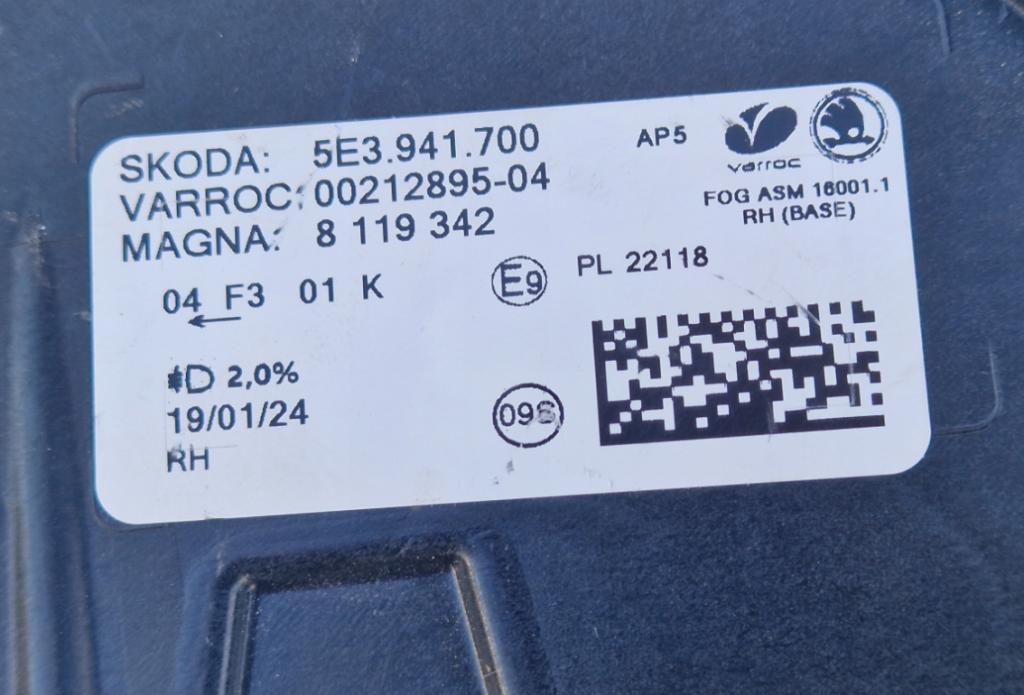 SKODA: 5E3.941.700
VARROC: 00212895-04
MAGNA: 8 119 342
AP5
varroc
FOG ASM 16001.1
RH (BASE)
04 F3 01 K
E9
PL 22118
2,0%
19/01/24
RH